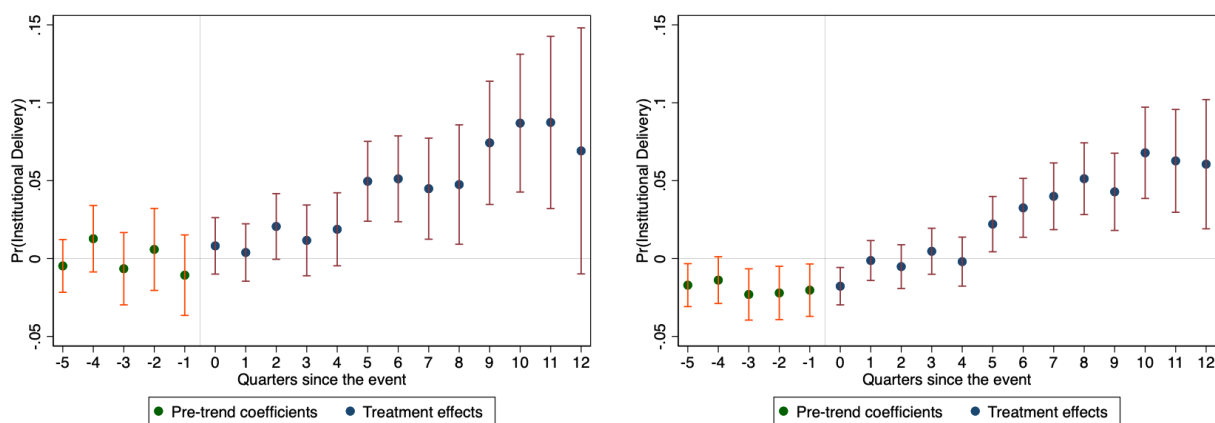 .15
.1
.05
0
-.05
Pr(Institutional Delivery)
-5 -4 -3 -2 -1 0 1 2 3 4 5 6 7 8 9 10 11 12
Quarters since the event
Pre-trend coefficients Treatment effects
.15
.1
.05
0
-.05
Pr(Institutional Delivery)
-5 -4 -3 -2 -1 0 1 2 3 4 5 6 7 8 9 10 11 12
Quarters since the event
Pre-trend coefficients Treatment effects